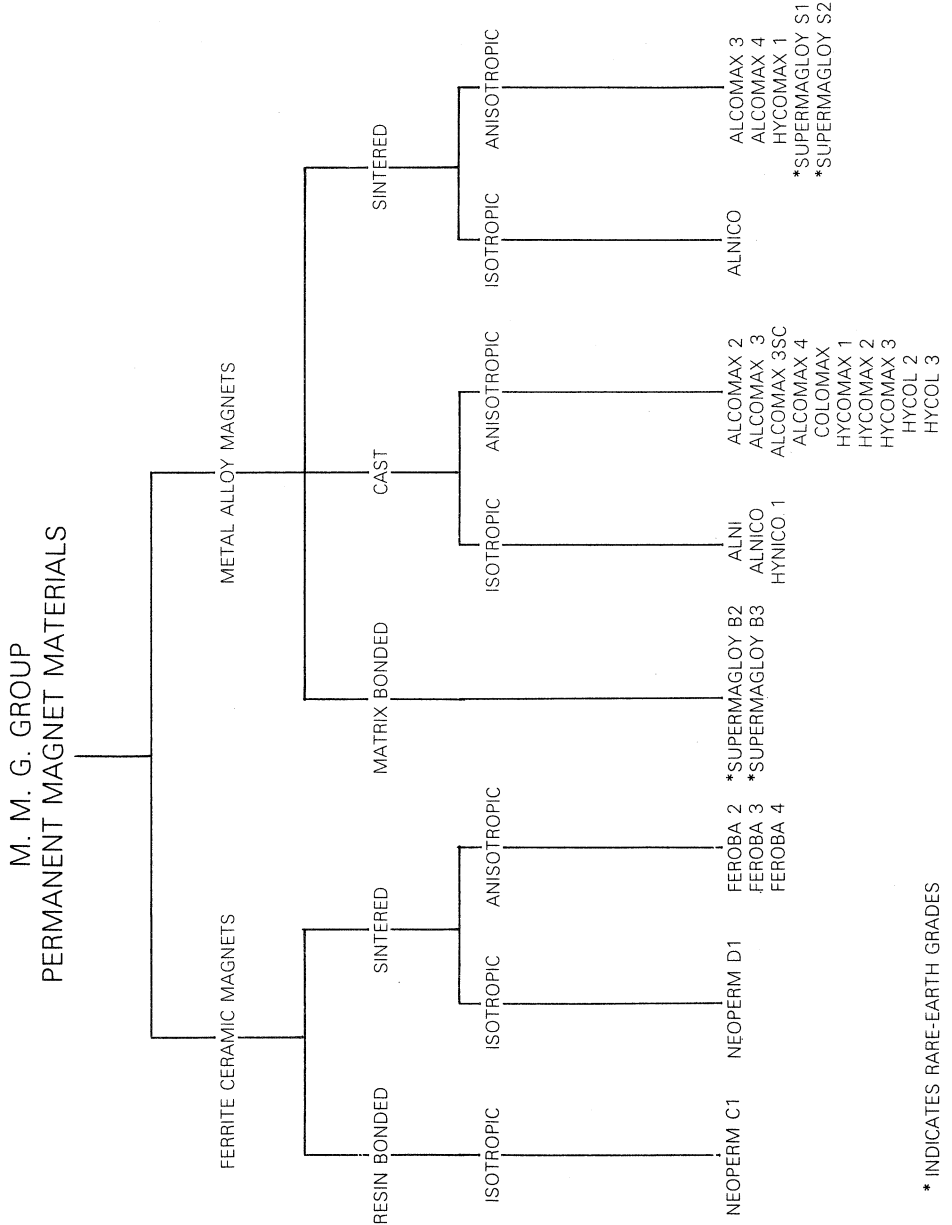 M. M. G. GROUP
PERMANENT MAGNET MATERIALS
FERRITE CERAMIC MAGNETS
METAL ALLOY MAGNETS
RESIN BONDED
SINTERED
MATRIX BONDED
CAST
SINTERED
ISOTROPIC
ISOTROPIC
ANISOTROPIC
ISOTROPIC
ANISOTROPIC
ISOTROPIC
ANISOTROPIC
NEOPERM C1
NEOPERM D1
FEROBA 2
FEROBA 3
FEROBA 4
*SUPERMAGLOY B2
*SUPERMAGLOY B3
ALNI
ALNICO
HYNICO 1
ALCOMAX 2
ALCOMAX 3
ALCOMAX 3SC
ALCOMAX 4
COLOMAX
HYCOMAX 1
HYCOMAX 2
HYCOMAX 3
HYCOL 2
HYCOL 3
ALNICO
ALCOMAX 3
ALCOMAX 4
HYCOMAX 1
*SUPERMAGLOY S1
*SUPERMAGLOY S2
* INDICATES RARE-EARTH GRADES